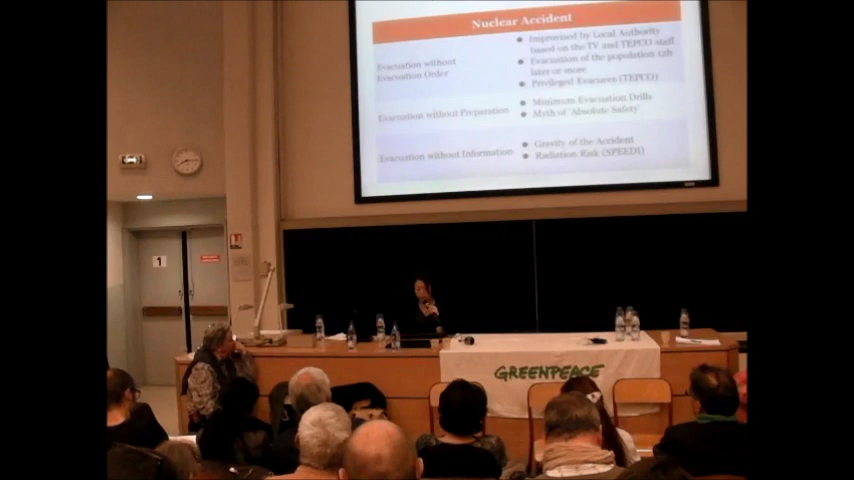 Nuclear Accident
Evacuation without
Evacuation Order
Improvised by Local Authority
based on the TV and TEPCO staff
Evacuation of the population 12h
later or more
Privileged Evacuees (TEPCO)
Evacuation without Preparation
Minimum Evacuation Drills
Myth of 'Absolute Safety'
Evacuation without Information
Gravity of the Accident
Radiation Risk (SPEEDI)
1
GREENPEACE